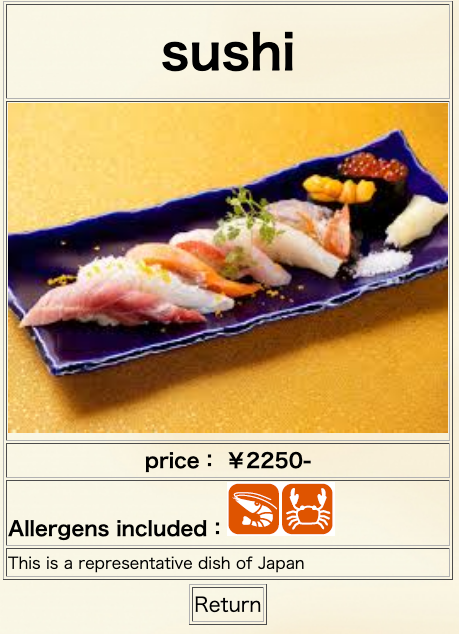 sushi
price： ￥2250-
Allergens included：
This is a representative dish of Japan
Return